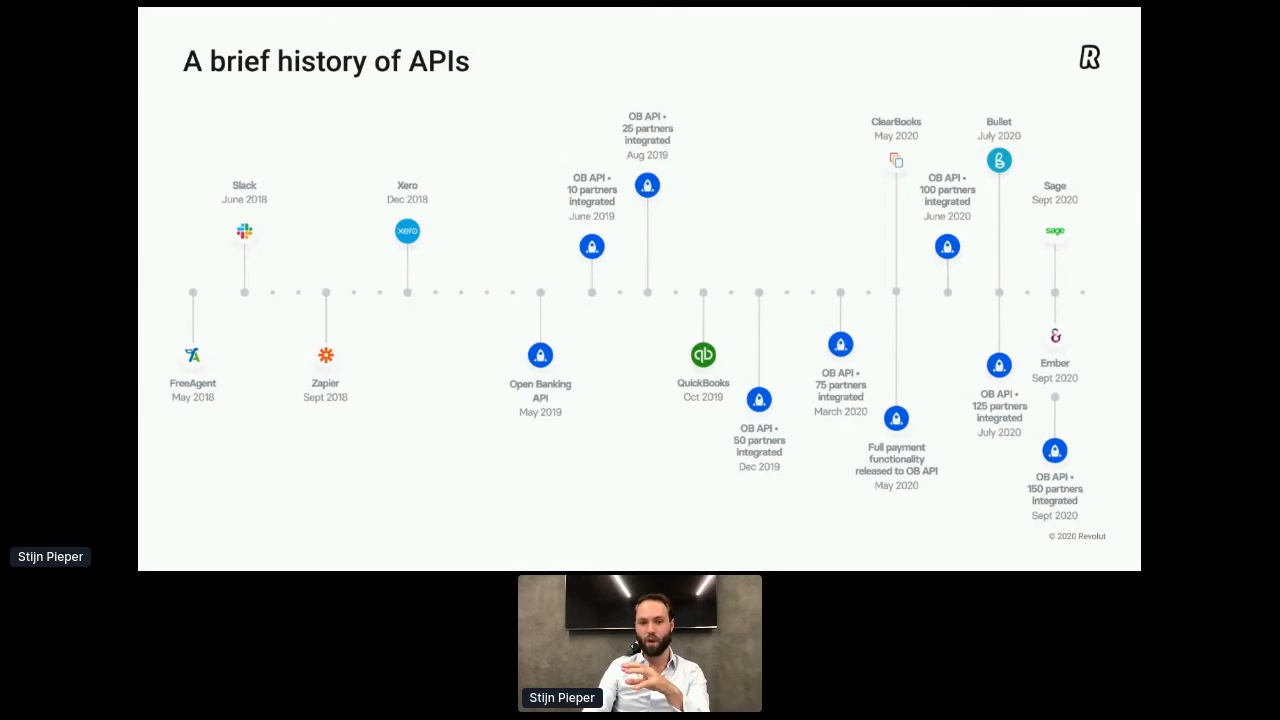 A brief history of APIs
R
OB API •
25 partners
integrated
Aug 2019
ClearBooks
May 2020
Bullet
July 2020
Slack
June 2018
Xero
Dec 2018
OB API •
10 partners
integrated
June 2019
OB API •
100 partners
integrated
June 2020
Sage
Sept 2020
xero
sage
qb
FreeAgent
May 2018
Zapier
Sept 2018
Open Banking
API
May 2019
QuickBooks
Oct 2019
OB API •
50 partners
integrated
Dec 2019
OB API •
75 partners
integrated
March 2020
Full payment
functionality
released to OB API
May 2020
Ember
Sept 2020
OB API •
125 partners
integrated
July 2020
OB API •
150 partners
integrated
Sept 2020
© 2020 Revolut
Stijn Pieper
Stijn Pieper